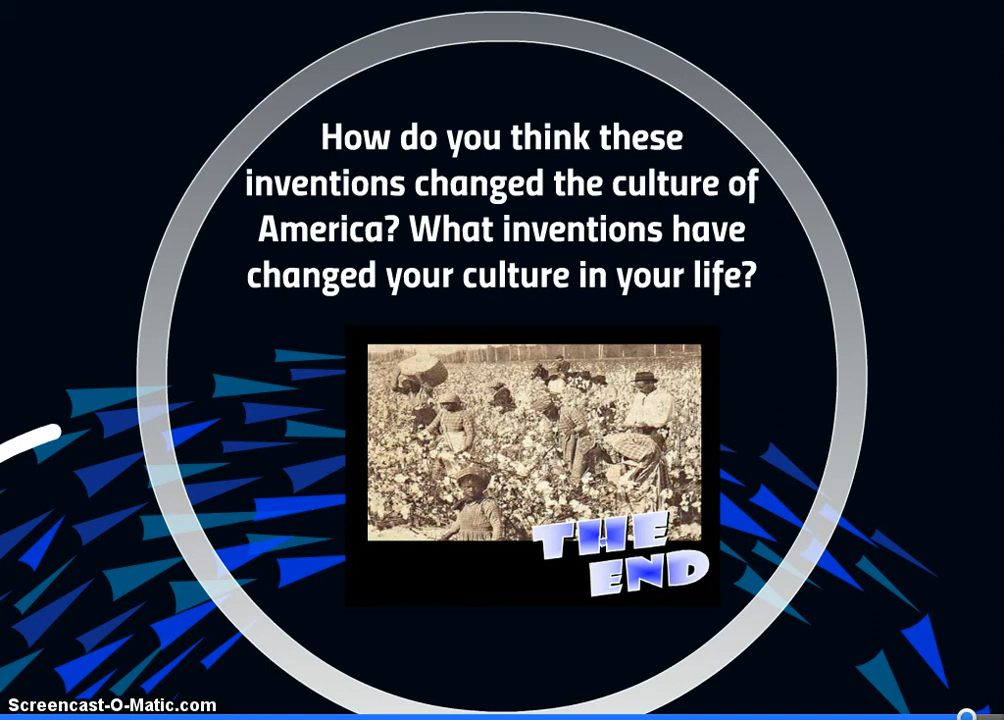 How do you think these
inventions changed the culture of
America? What inventions have
changed your culture in your life?
THE
END
Screencast-O-Matic.com